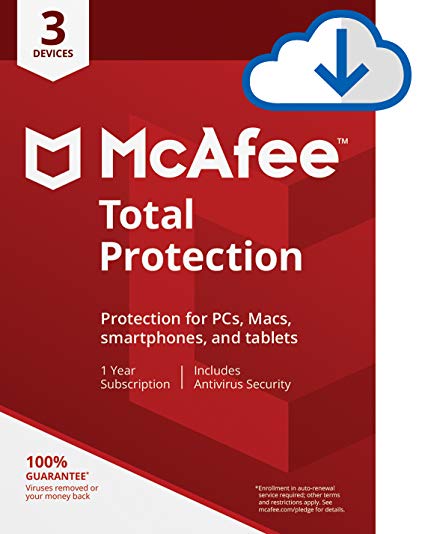 3
DEVICES
McAfee™
Total
Protection
Protection for PCs, Macs,
smartphones, and tablets
1 Year
Subscription
Includes
Antivirus Security
100%
GUARANTEE*
Viruses removed or
your money back
*Enrollment in auto-renewal
service required; other terms
and restrictions apply. See
mcafee.com/pledge for details.